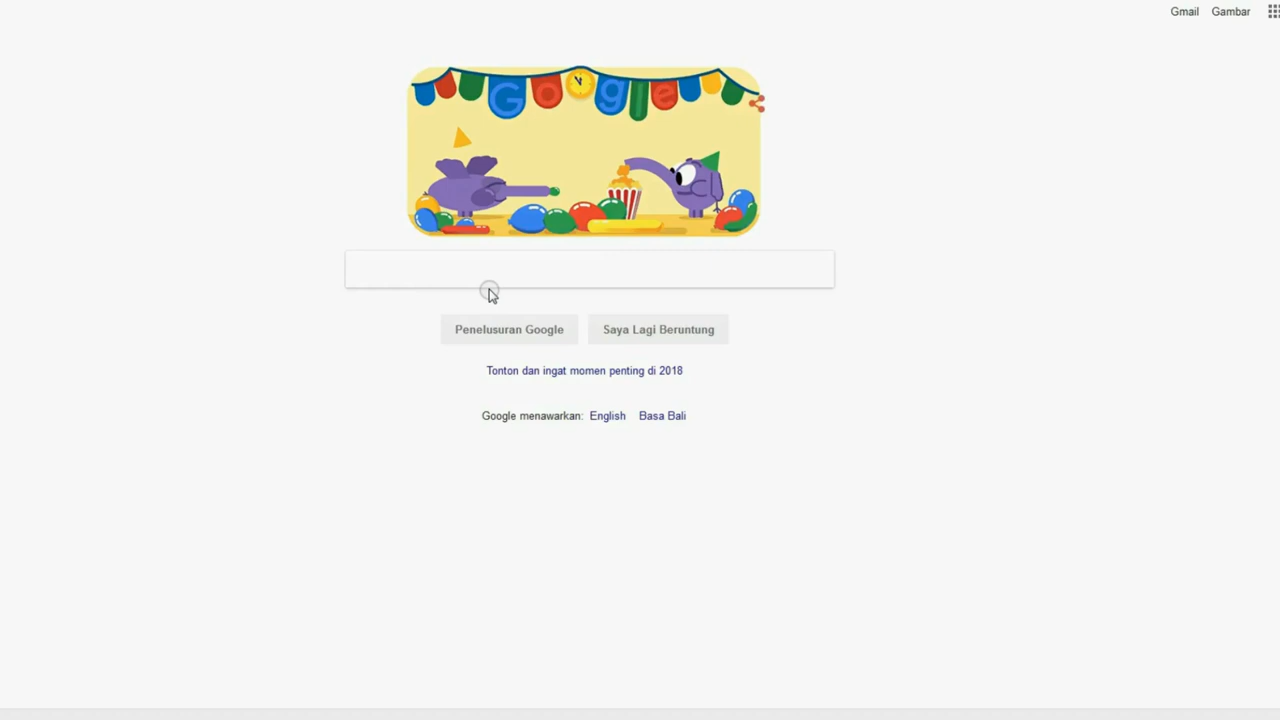 Gmail Gambar
Google
Penelusuran Google Saya Lagi Beruntung
Tonton dan ingat momen penting di 2018
Google menawarkan: English Basa Bali